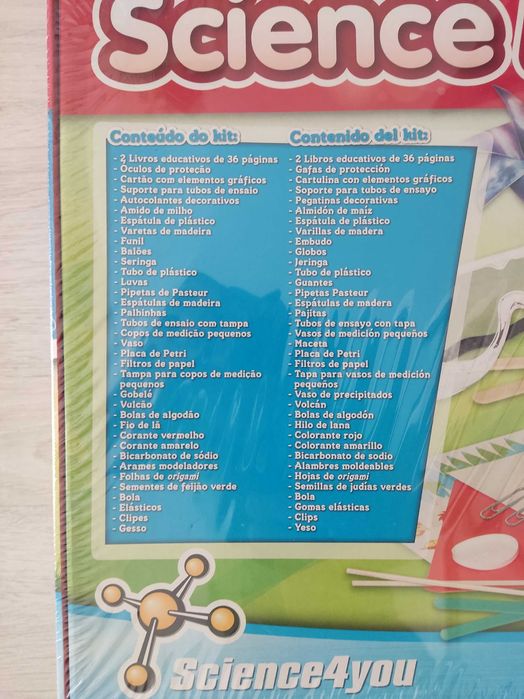 Science
Conteúdo do kit:
- 2 Livros educativos de 36 páginas
- Óculos de proteção
- Cartão com elementos gráficos
- Suporte para tubos de ensaio
- Autocolantes decorativos
- Amido de milho
- Espátula de plástico
- Varetas de madeira
- Funil
- Balões
- Seringa
- Tubo de plástico
- Luvas
- Pipetas de Pasteur
- Espátulas de madeira
- Palhinhas
- Tubos de ensaio com tampa
- Copos de medição pequenos
- Vaso
- Placa de Petri
- Filtros de papel
- Tampa para copos de medição
pequenos
- Gobelé
- Vulcão
- Bolas de algodão
- Fio de lã
- Corante vermelho
- Corante amarelo
- Bicarbonato de sódio
- Arames modeladores
- Folhas de origami
- Sementes de feijão verde
- Bola
- Elásticos
- Clipes
- Gesso
Contenido del kit:
- 2 Libros educativos de 36 páginas
- Gafas de protección
- Cartulina con elementos gráficos
- Soporte para tubos de ensayo
- Pegatinas decorativas
- Almidón de maíz
- Espátula de plástico
- Varillas de madera
- Embudo
- Globos
- Jeringa
- Tubo de plástico
- Guantes
- Pipetas Pasteur
- Espátulas de madera
- Pajitas
- Tubos de ensayo con tapa
- Vasos de medición pequeños
- Maceta
- Placa de Petri
- Filtros de papel
- Tapa para vasos de medición
pequeños
- Vaso de precipitados
- Volcán
- Bolas de algodón
- Hilo de lana
- Colorante rojo
- Colorante amarillo
- Bicarbonato de sodio
- Alambres moldeables
- Hojas de origami
- Semillas de judías verdes
- Bola
- Gomas elásticas
- Clips
- Yeso
Science4you